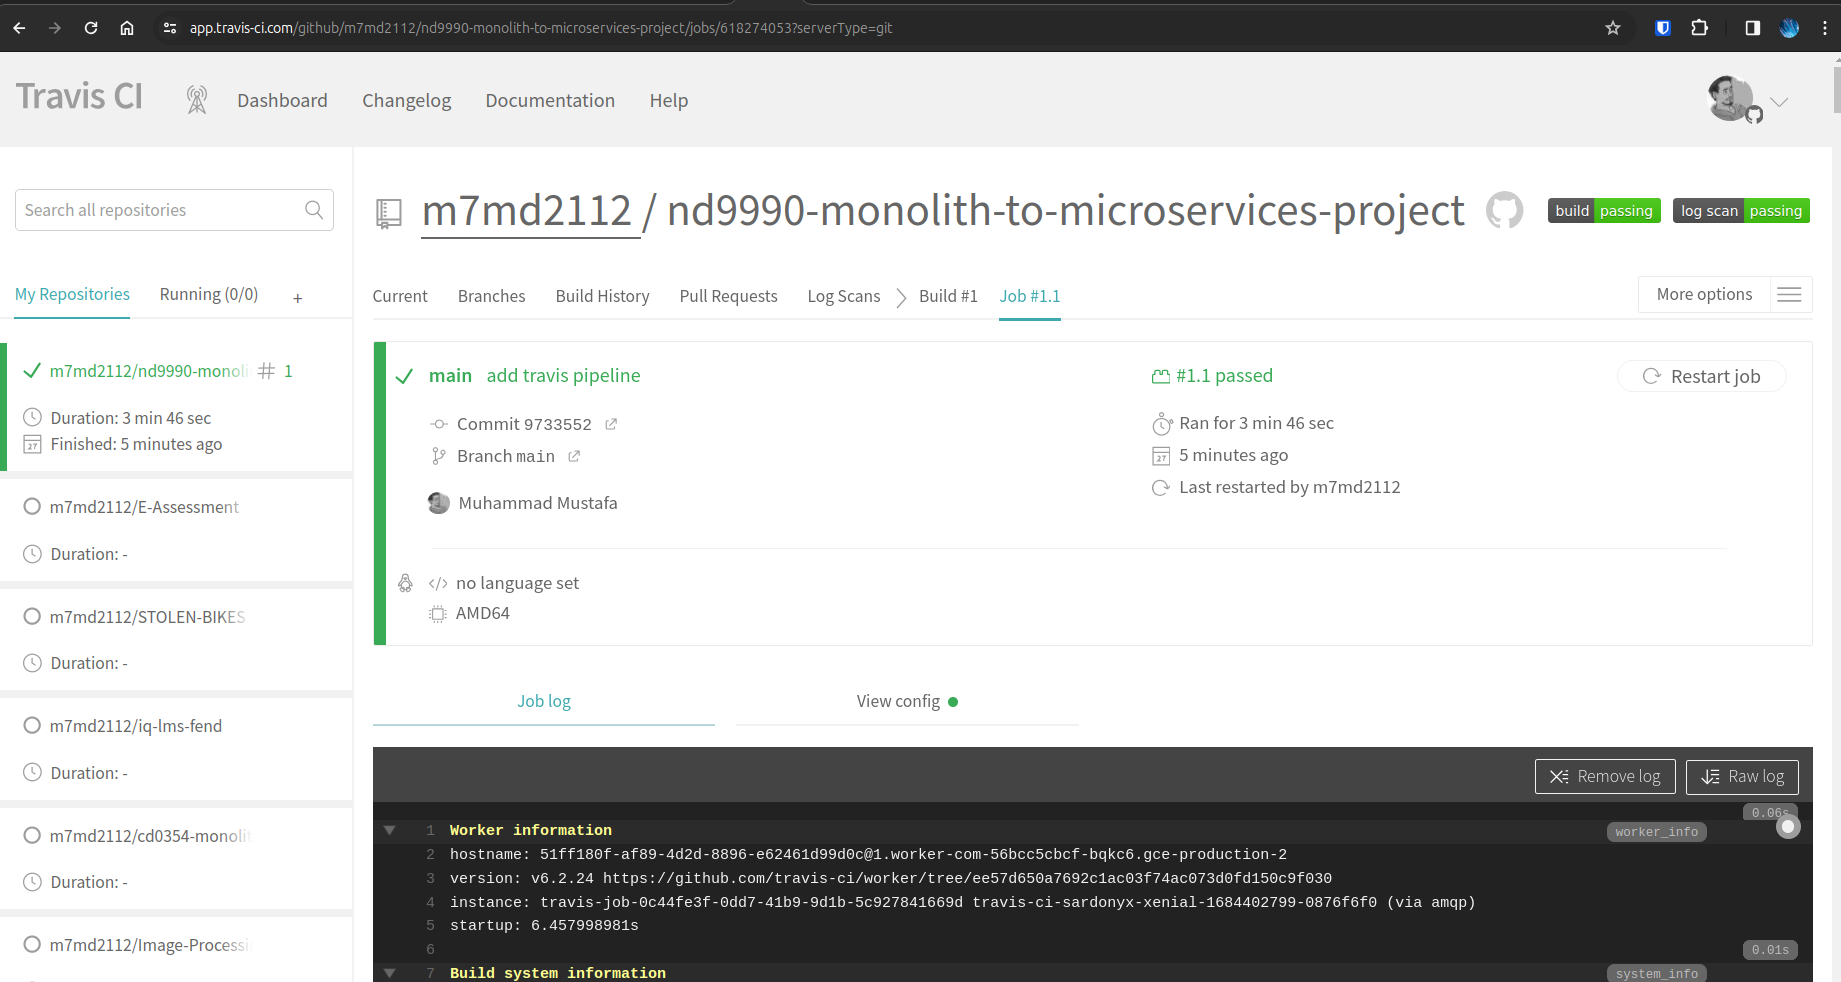 app.travis-ci.com/github/m7md2112/nd9990-monolith-to-microservices-project/jobs/618274053?serverType=git
Travis CI
Dashboard
Changelog
Documentation
Help
Search all repositories
My Repositories
Running (0/0)
+
m7md2112/nd9990-monoli
# 1
Duration: 3 min 46 sec
Finished: 5 minutes ago
m7md2112/E-Assessment
Duration: -
m7md2112/STOLEN-BIKES
Duration: -
m7md2112/iq-lms-fend
Duration: -
m7md2112/cd0354-monolit
Duration: -
m7md2112/Image-Processi
m7md2112 / nd9990-monolith-to-microservices-project
build passing
log scan passing
Current
Branches
Build History
Pull Requests
Log Scans
Build #1
Job #1.1
More options
main add travis pipeline
Commit 9733552
Branch main
Muhammad Mustafa
#1.1 passed
Ran for 3 min 46 sec
27 5 minutes ago
Last restarted by m7md2112
Restart job
</> no language set
AMD64
Job log
View config
Remove log
Raw log
0.06s
1 Worker information
worker_info
2 hostname: 51ff180f-af89-4d2d-8896-e62461d99d0c@1.worker-com-56bcc5cbcf-bqkc6.gce-production-2
3 version: v6.2.24 https://github.com/travis-ci/worker/tree/ee57d650a7692c1ac03f74ac073d0fd150c9f030
4 instance: travis-job-0c44fe3f-0dd7-41b9-9d1b-5c927841669d travis-ci-sardonyx-xenial-1684402799-0876f6f0 (via amqp)
5 startup: 6.457998981s
6
0.01s
7 Build system information
system_info